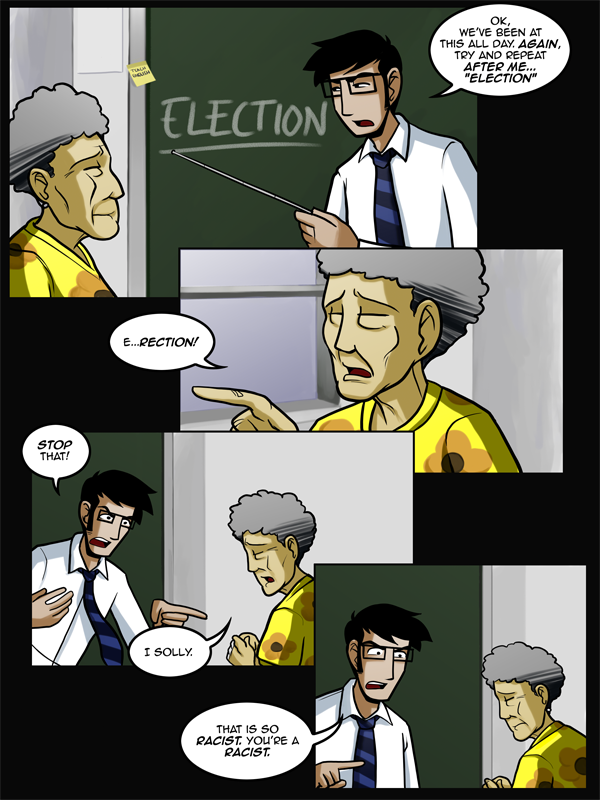 OK,
WE'VE BEEN AT
THIS ALL DAY. AGAIN,
TRY AND REPEAT
AFTER ME...
"ELECTION"
TEACH
ENGLISH
ELECTION
E...RECTION!
STOP
THAT!
I SOLLY.
THAT IS SO
RACIST. YOU'RE A
RACIST.